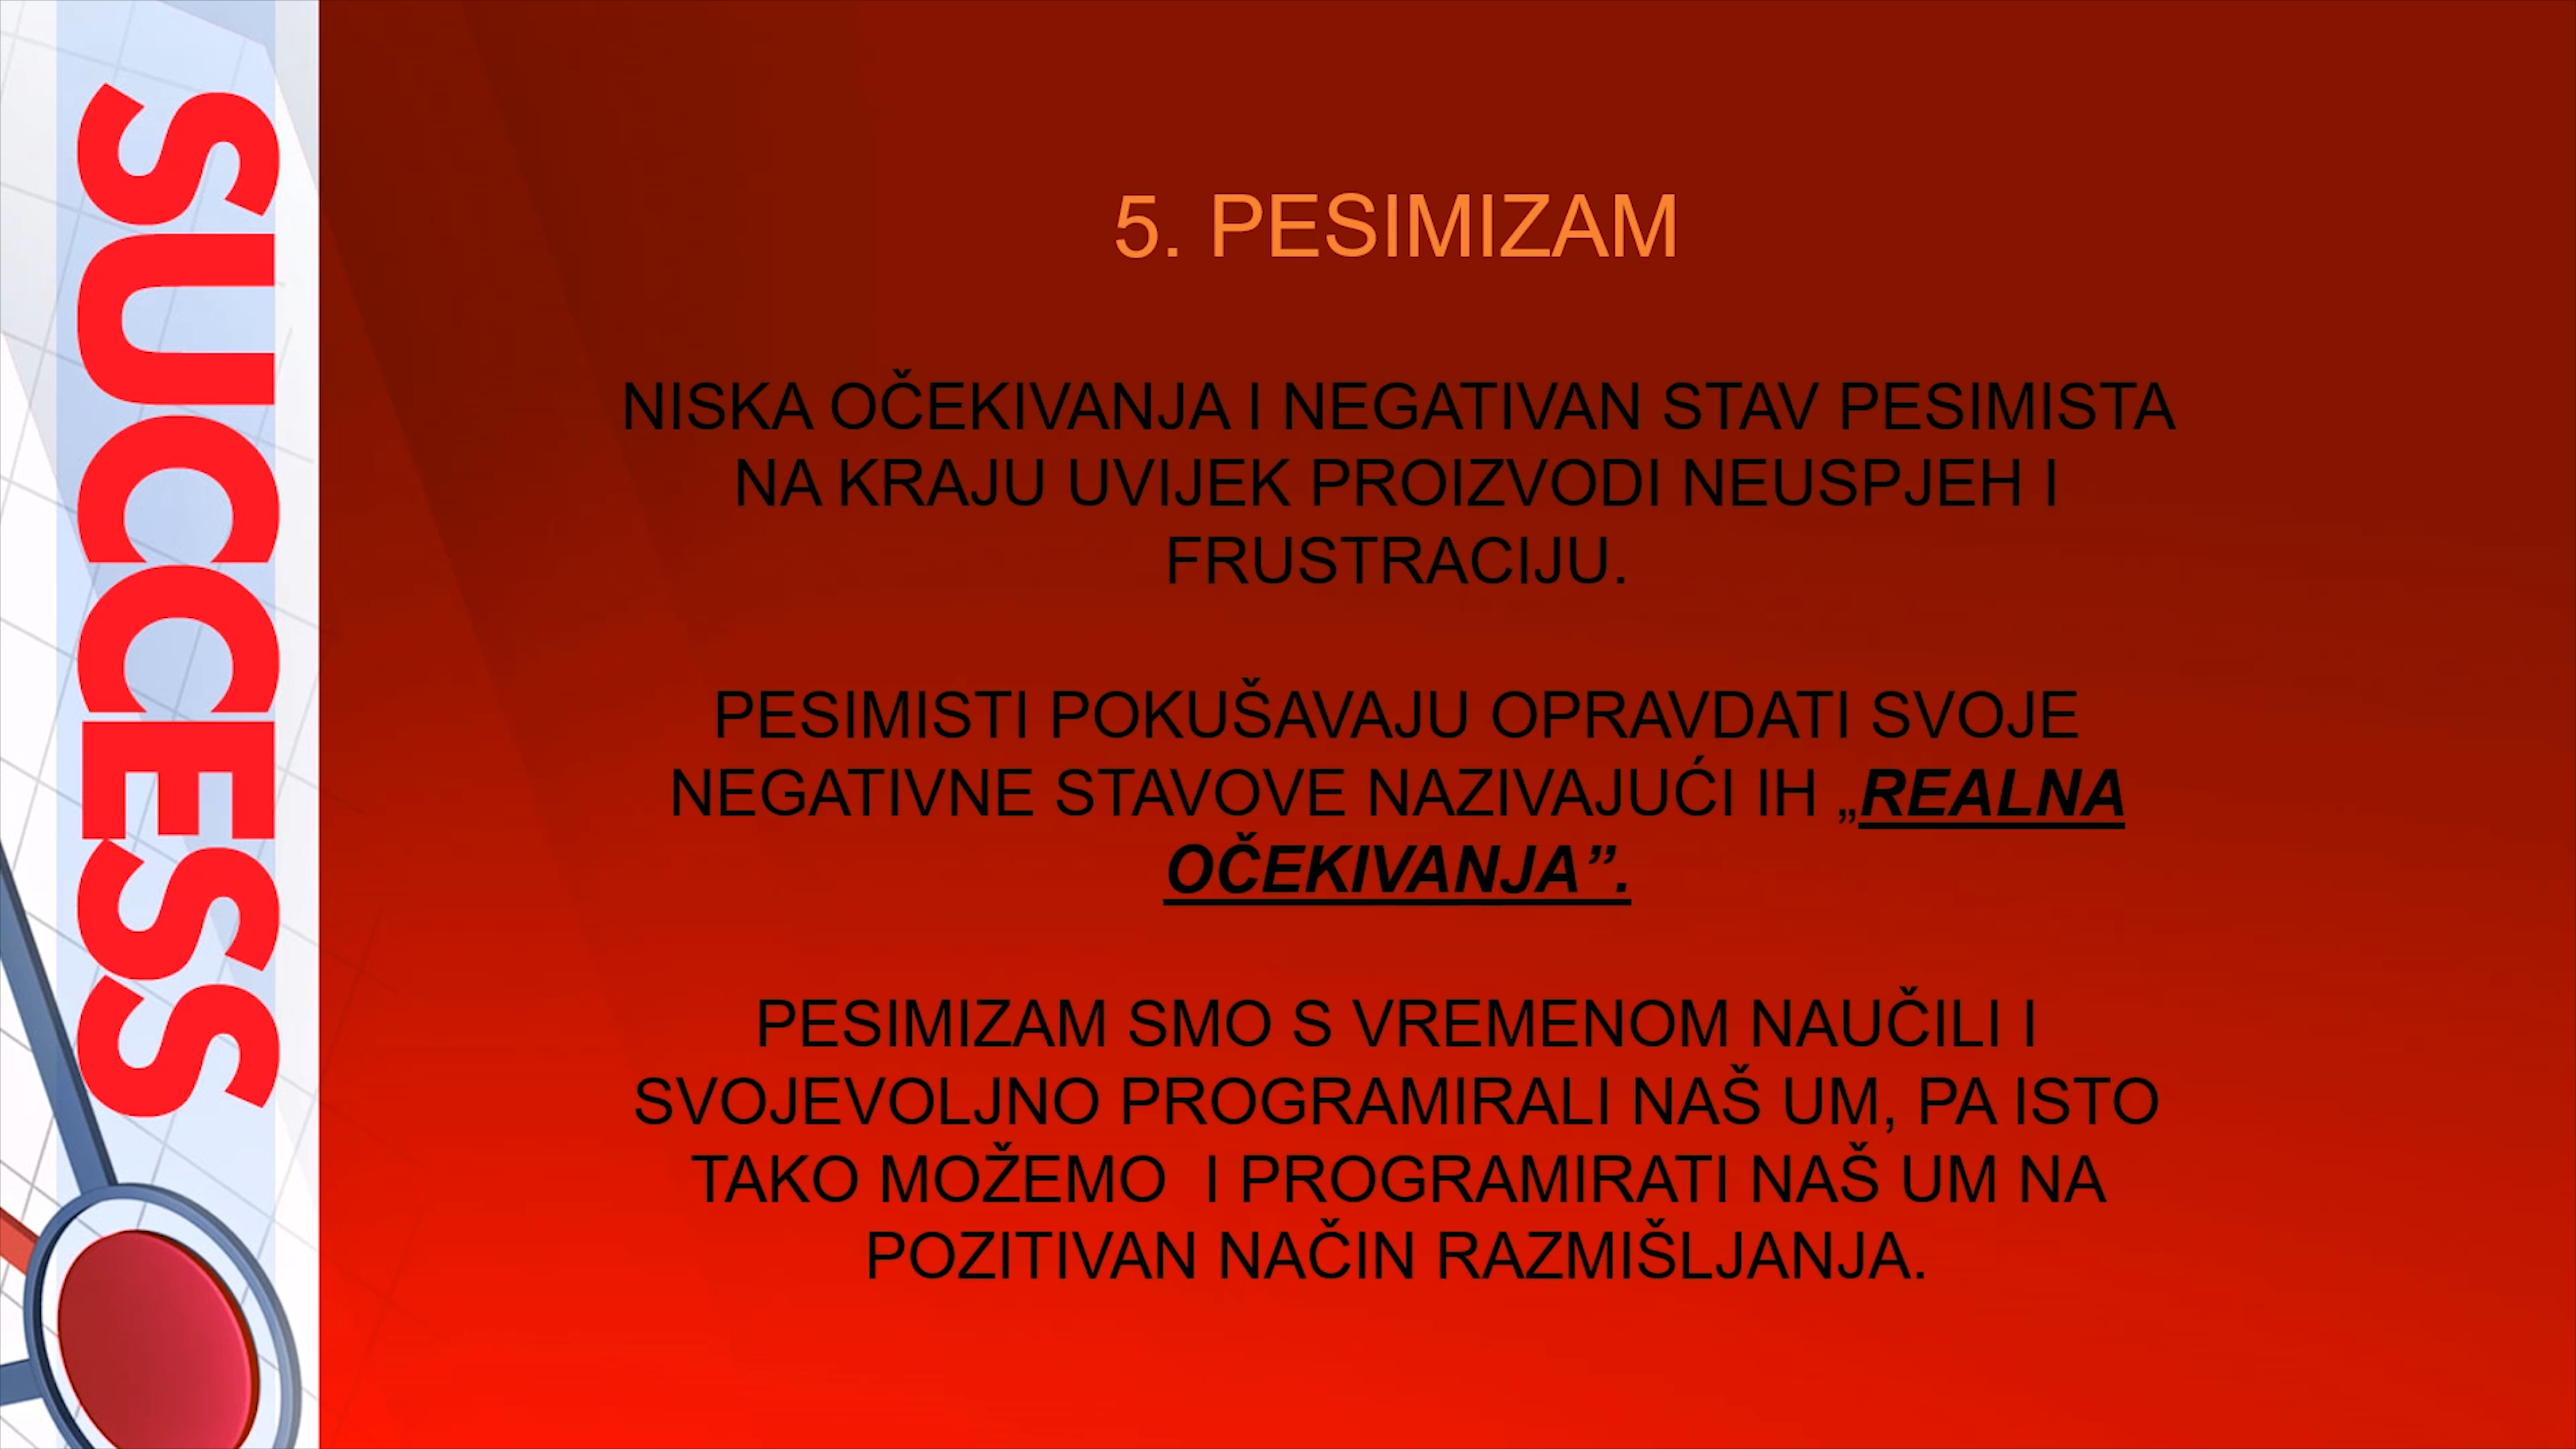 SUCCESS
5. PESIMIZAM
NISKA OČEKIVANJA I NEGATIVAN STAV PESIMISTA
NA KRAJU UVIJEK PROIZVODI NEUSPJEH I
FRUSTRACIJU.
PESIMISTI POKUŠAVAJU OPRAVDATI SVOJE
NEGATIVNE STAVOVE NAZIVAJUĆI IH „REALNA
OČEKIVANJA”.
PESIMIZAM SMO S VREMENOM NAUČILI I
SVOJEVOLJNO PROGRAMIRALI NAŠ UM, PA ISTO
TAKO MOŽEMO  I PROGRAMIRATI NAŠ UM NA
POZITIVAN NAČIN RAZMIŠLJANJA.